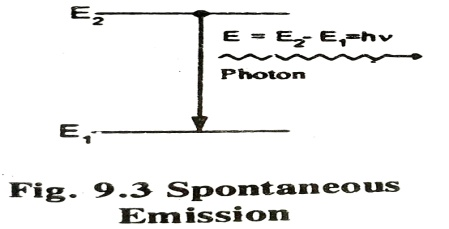 E₂
E = E₂- E₁=hν
Photon
E₁
Fig. 9.3 Spontaneous
Emission